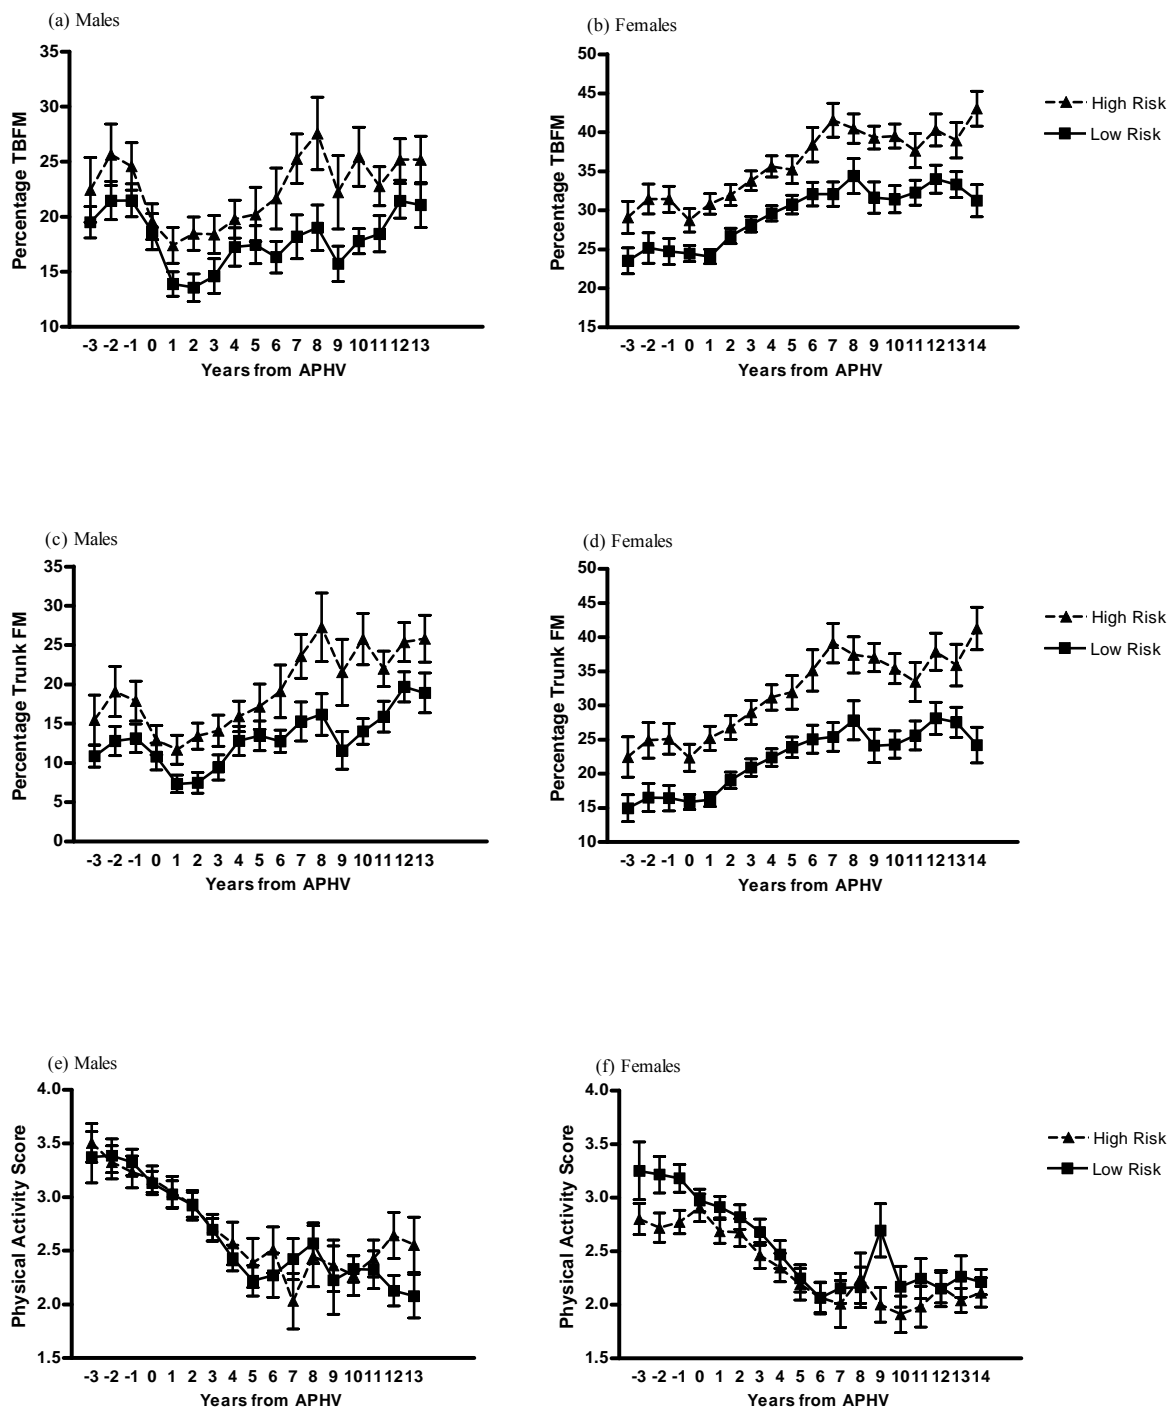 (a) Males
35
30
25
20
15
10
Percentage TBFM
-3 -2 -1 0 1 2 3 4 5 6 7 8 9 10 11 12 13
Years from APHV
(b) Females
50
45
40
35
30
25
20
15
Percentage TBFM
-3 -2 -1 0 1 2 3 4 5 6 7 8 9 10 11 12 13 14
Years from APHV
High Risk
Low Risk
(c) Males
35
30
25
20
15
10
5
0
Percentage Trunk FM
-3 -2 -1 0 1 2 3 4 5 6 7 8 9 10 11 12 13
Years from APHV
(d) Females
50
45
40
35
30
25
20
15
10
Percentage Trunk FM
-3 -2 -1 0 1 2 3 4 5 6 7 8 9 10 11 12 13 14
Years from APHV
High Risk
Low Risk
(e) Males
4.0
3.5
3.0
2.5
2.0
1.5
Physical Activity Score
-3 -2 -1 0 1 2 3 4 5 6 7 8 9 10 11 12 13
Years from APHV
(f) Females
4.0
3.5
3.0
2.5
2.0
1.5
Physical Activity Score
-3 -2 -1 0 1 2 3 4 5 6 7 8 9 10 11 12 13 14
Years from APHV
High Risk
Low Risk